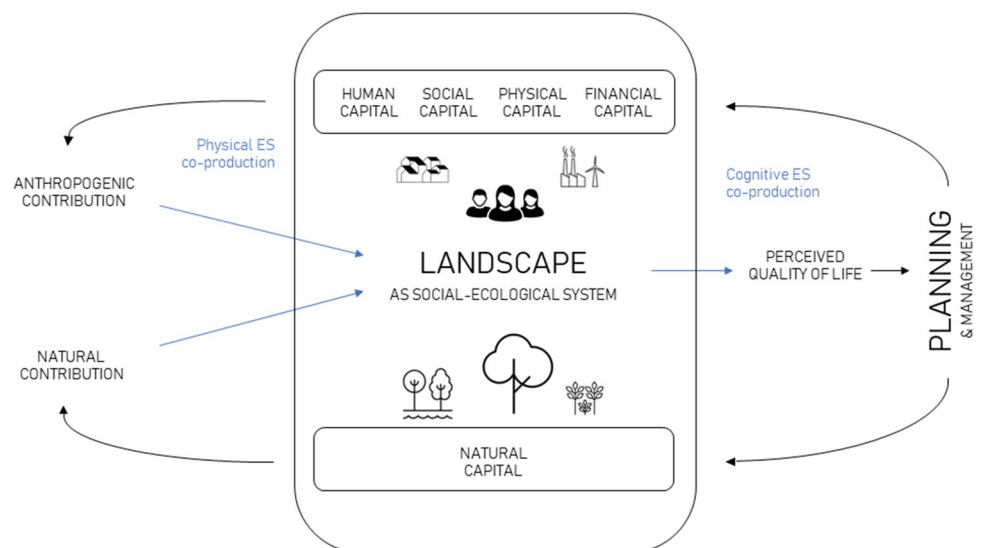 HUMAN CAPITAL
SOCIAL CAPITAL
PHYSICAL CAPITAL
FINANCIAL CAPITAL
Physical ES
co-production
ANTHROPOGENIC
CONTRIBUTION
Cognitive ES
co-production
LANDSCAPE
AS SOCIAL-ECOLOGICAL SYSTEM
PERCEIVED
QUALITY OF LIFE
PLANNING
& MANAGEMENT
NATURAL
CONTRIBUTION
NATURAL
CAPITAL